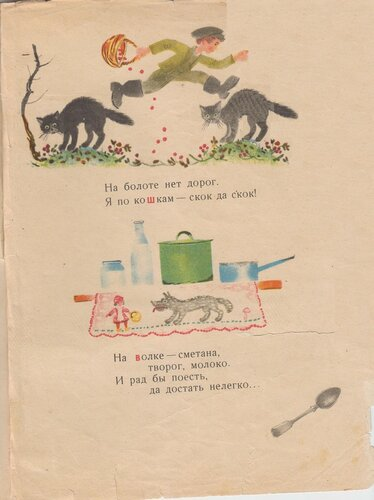 На болоте нет дорог.
Я по кошкам — скок да скок!
На волке — сметана,
творог, молоко.
И рад бы поесть,
да достать нелегко...